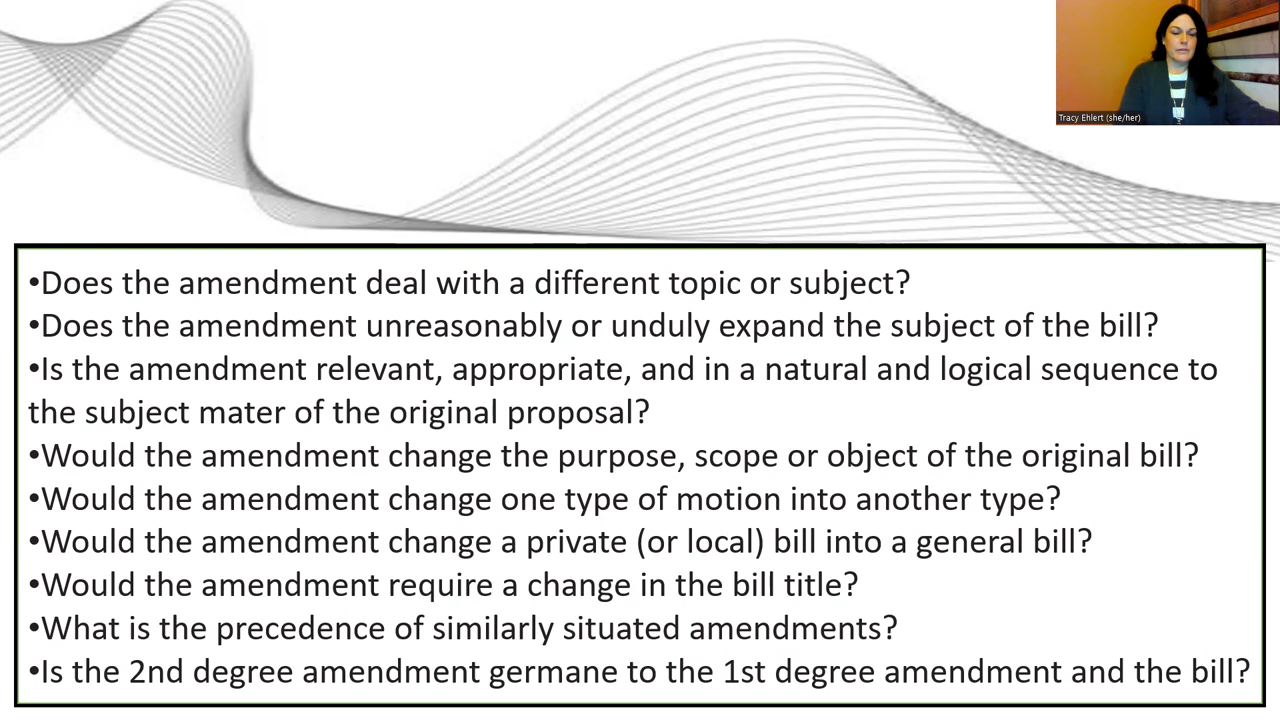 Tracy Ehlert (she/her)
•Does the amendment deal with a different topic or subject?
•Does the amendment unreasonably or unduly expand the subject of the bill?
•Is the amendment relevant, appropriate, and in a natural and logical sequence to
the subject mater of the original proposal?
•Would the amendment change the purpose, scope or object of the original bill?
•Would the amendment change one type of motion into another type?
•Would the amendment change a private (or local) bill into a general bill?
•Would the amendment require a change in the bill title?
•What is the precedence of similarly situated amendments?
•Is the 2nd degree amendment germane to the 1st degree amendment and the bill?